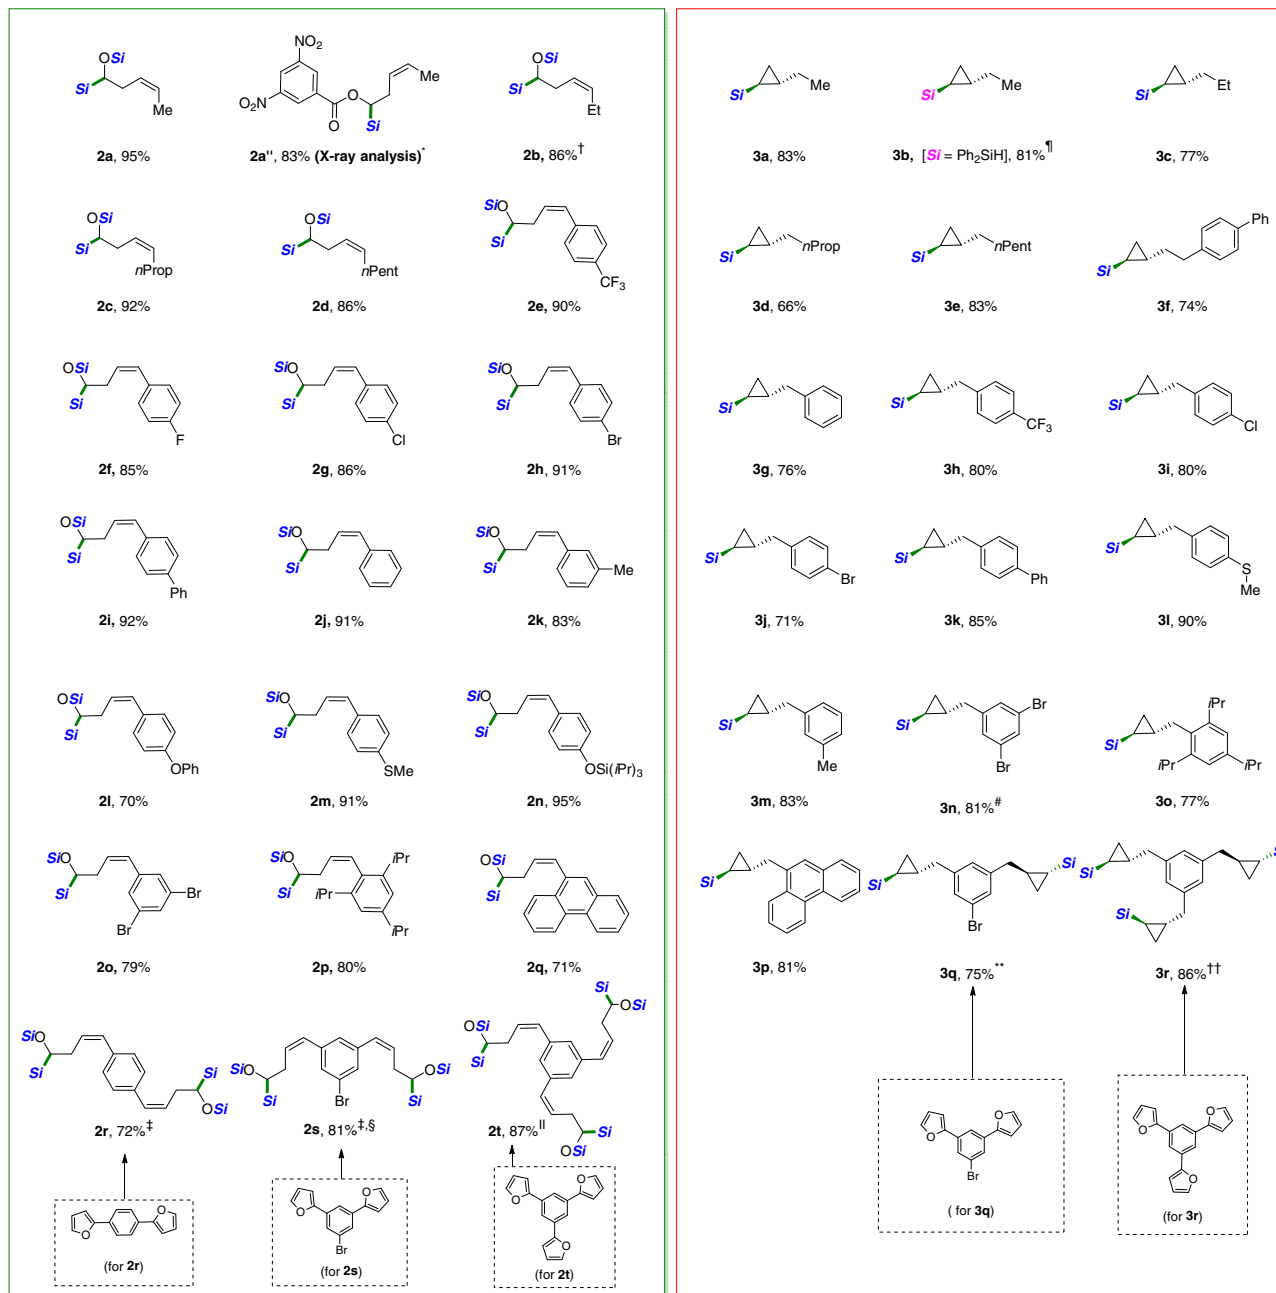 OSi
Si
Me
2a, 95%
NO2
NO2
O
O
Si
Me
2a'', 83% (X-ray analysis)*
OSi
Si
Et
2b, 86%†
OSi
Si
nProp
2c, 92%
OSi
Si
nPent
2d, 86%
SiO
Si
CF3
2e, 90%
OSi
Si
F
2f, 85%
SiO
Si
Cl
2g, 86%
SiO
Si
Br
2h, 91%
OSi
Si
Ph
2i, 92%
SiO
Si
2j, 91%
SiO
Si
Me
2k, 83%
OSi
Si
OPh
2l, 70%
SiO
Si
SMe
2m, 91%
SiO
Si
OSi(iPr)3
2n, 95%
SiO
Si
Br
Br
2o, 79%
SiO
Si
iPr
iPr
iPr
2p, 80%
OSi
Si
2q, 71%
SiO
Si
Si
OSi
2r, 72%‡
SiO
Si
Br
OSi
Si
2s, 81%‡,§
OSi
Si
Si
OSi
Si
OSi
2t, 87%||
O
O
(for 2r)
O
O
Br
(for 2s)
O
O
O
(for 2t)
Si
Me
3a, 83%
Si
Me
3b, [Si = Ph2SiH], 81%¶
Si
Et
3c, 77%
Si
nProp
3d, 66%
Si
nPent
3e, 83%
Si
Ph
3f, 74%
Si
3g, 76%
Si
CF3
3h, 80%
Si
Cl
3i, 80%
Si
Br
3j, 71%
Si
Ph
3k, 85%
Si
S
Me
3l, 90%
Si
Me
3m, 83%
Si
Br
Br
3n, 81%#
Si
iPr
iPr
iPr
3o, 77%
Si
3p, 81%
Si
Si
Br
3q, 75%**
Si
Si
3r, 86%††
O
O
Br
( for 3q)
O
O
O
(for 3r)